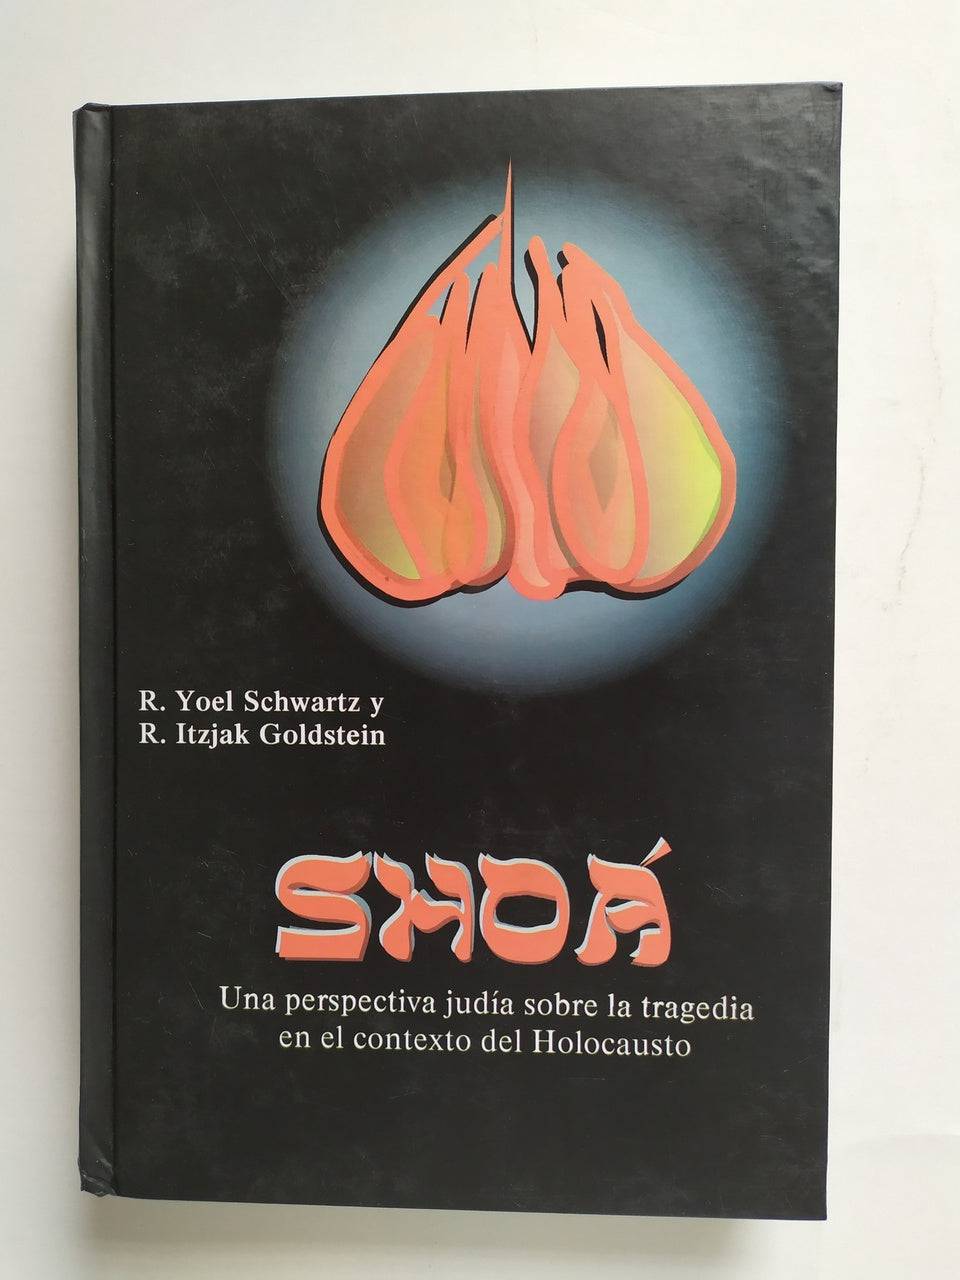 R. Yoel Schwartz y
R. Itzjak Goldstein
SHOÁ
Una perspectiva judía sobre la tragedia
en el contexto del Holocausto